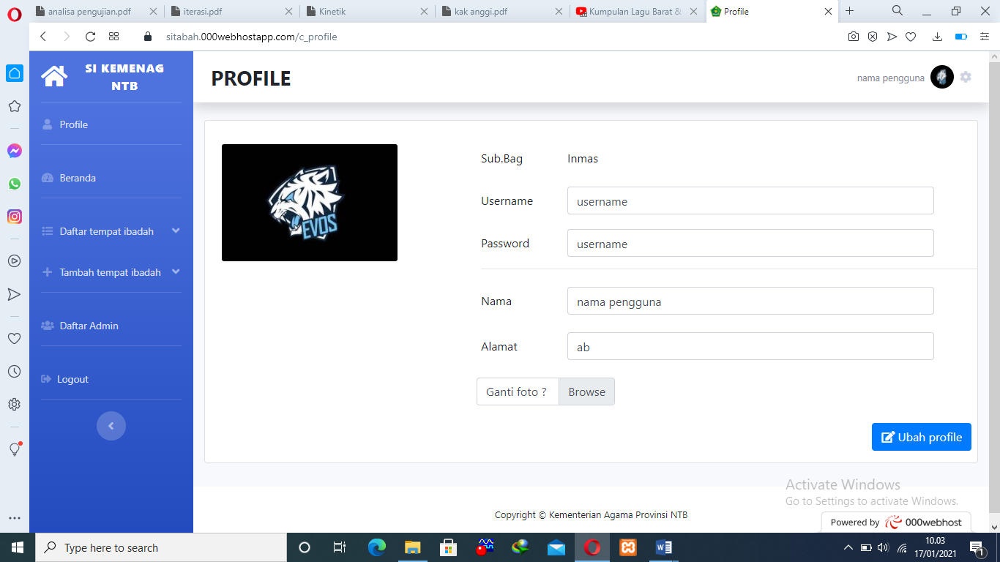 analisa pengujian.pdf
iterasi.pdf
Kinetik
kak anggi.pdf
Kumpulan Lagu Barat &
Profile
sitabah.000webhostapp.com/c_profile
SI KEMENAG
NTB
Profile
Beranda
Daftar tempat ibadah
Tambah tempat ibadah
Daftar Admin
Logout
PROFILE
nama pengguna
EVOS
Sub.Bag Inmas
Username username
Password username
Nama nama pengguna
Alamat ab
Ganti foto ? Browse
Ubah profile
Activate Windows
Go to Settings to activate Windows.
Copyright © Kementerian Agama Provinsi NTB
Powered by 000webhost
Type here to search
10.03
17/01/2021
1